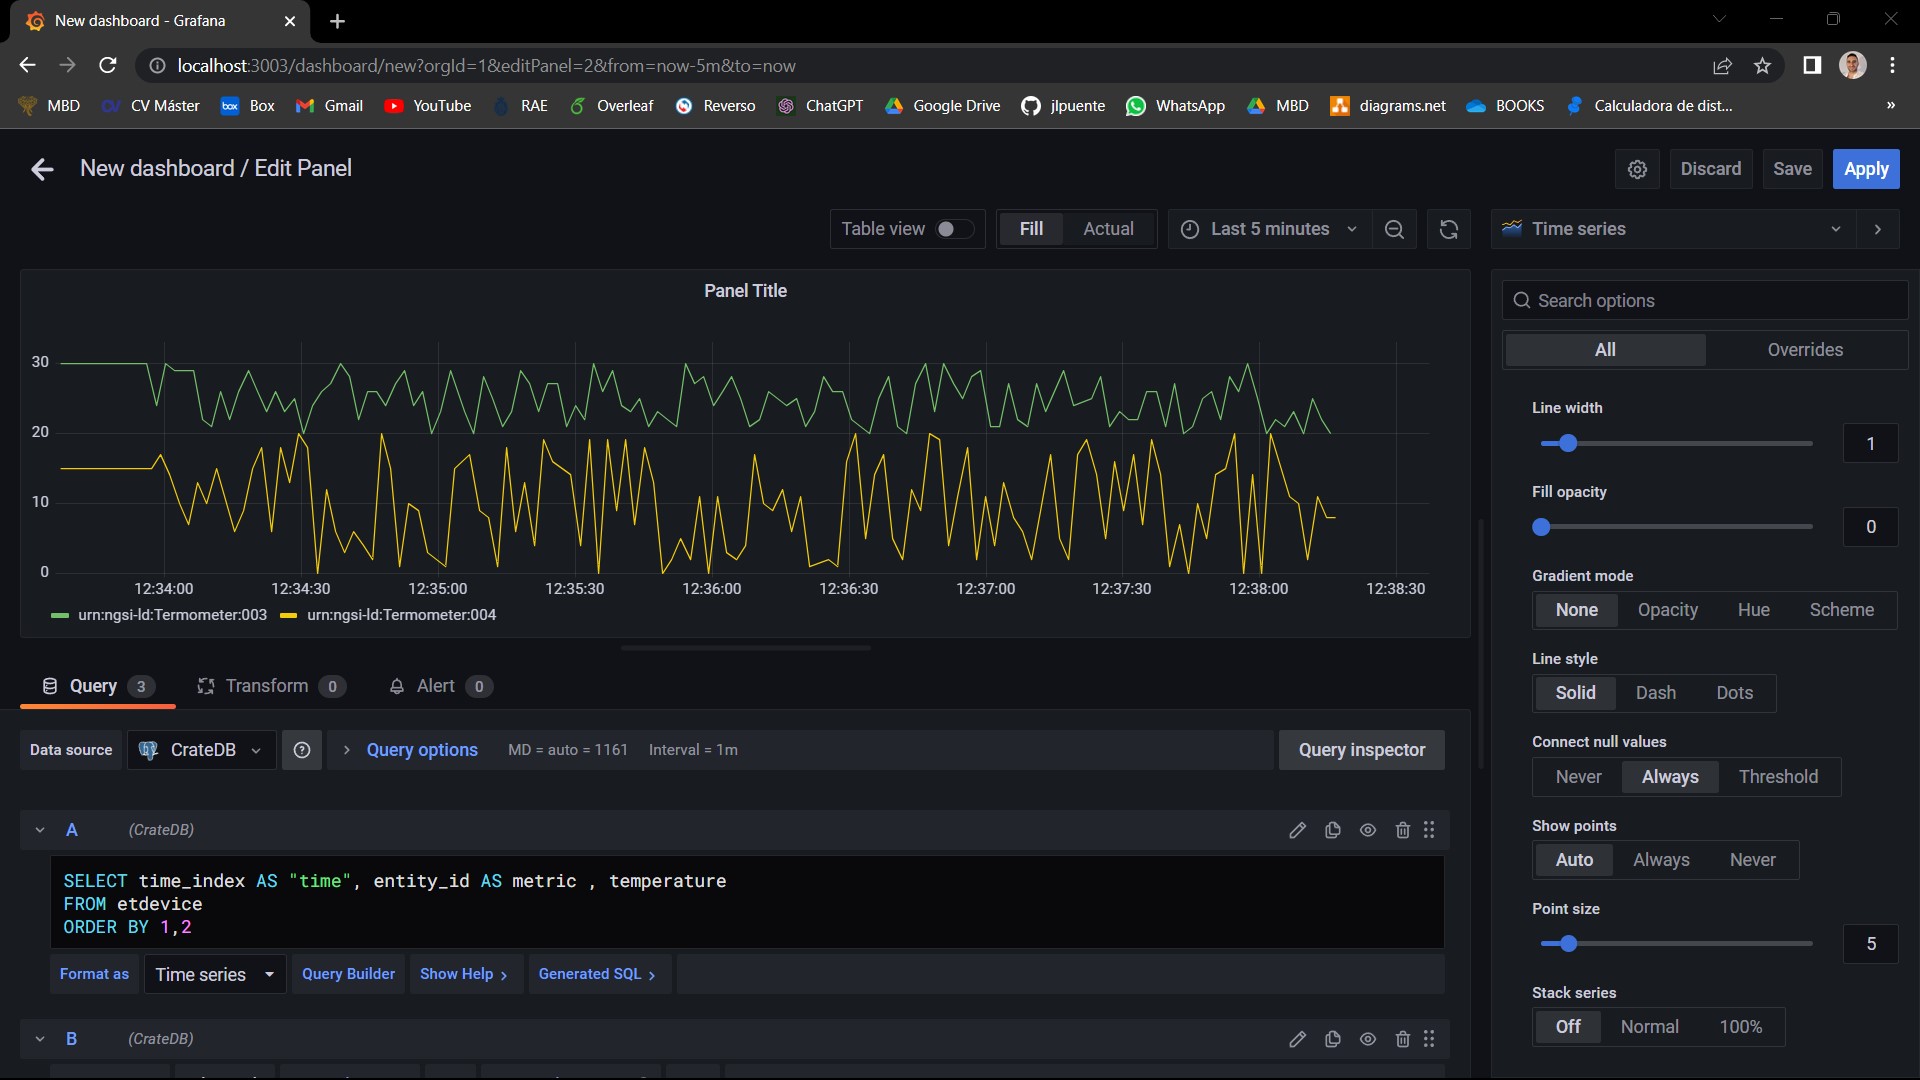 New dashboard - Grafana
localhost:3003/dashboard/new?orgId=1&editPanel=2&from=now-5m&to=now
MBD CV Máster Box Gmail YouTube RAE Overleaf Reverso ChatGPT Google Drive jlpuente WhatsApp MBD diagrams.net BOOKS Calculadora de dist... »
New dashboard / Edit Panel
Discard Save Apply
Table view Fill Actual Last 5 minutes Time series
Panel Title
30
20
10
0
12:34:00 12:34:30 12:35:00 12:35:30 12:36:00 12:36:30 12:37:00 12:37:30 12:38:00 12:38:30
urn:ngsi-ld:Termometer:003 urn:ngsi-ld:Termometer:004
Query 3 Transform 0 Alert 0
Data source CrateDB Query options MD = auto = 1161 Interval = 1m Query inspector
A (CrateDB)
SELECT time_index AS "time", entity_id AS metric , temperature
FROM etdevice
ORDER BY 1,2
Format as Time series Query Builder Show Help > Generated SQL >
B (CrateDB)
Search options
All Overrides
Line width
1
Fill opacity
0
Gradient mode
None Opacity Hue Scheme
Line style
Solid Dash Dots
Connect null values
Never Always Threshold
Show points
Auto Always Never
Point size
5
Stack series
Off Normal 100%